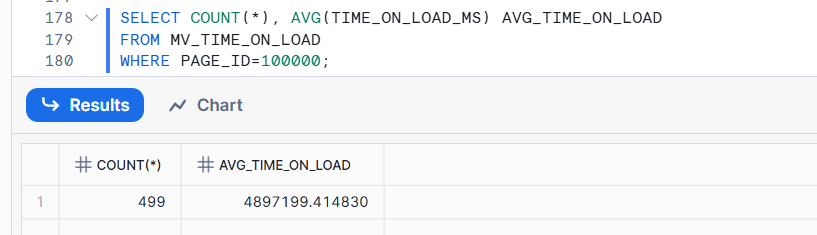 178 SELECT COUNT(*), AVG(TIME_ON_LOAD_MS) AVG_TIME_ON_LOAD
179 FROM MV_TIME_ON_LOAD
180 WHERE PAGE_ID=100000;
Results Chart
COUNT(*) AVG_TIME_ON_LOAD
1 499 4897199.414830